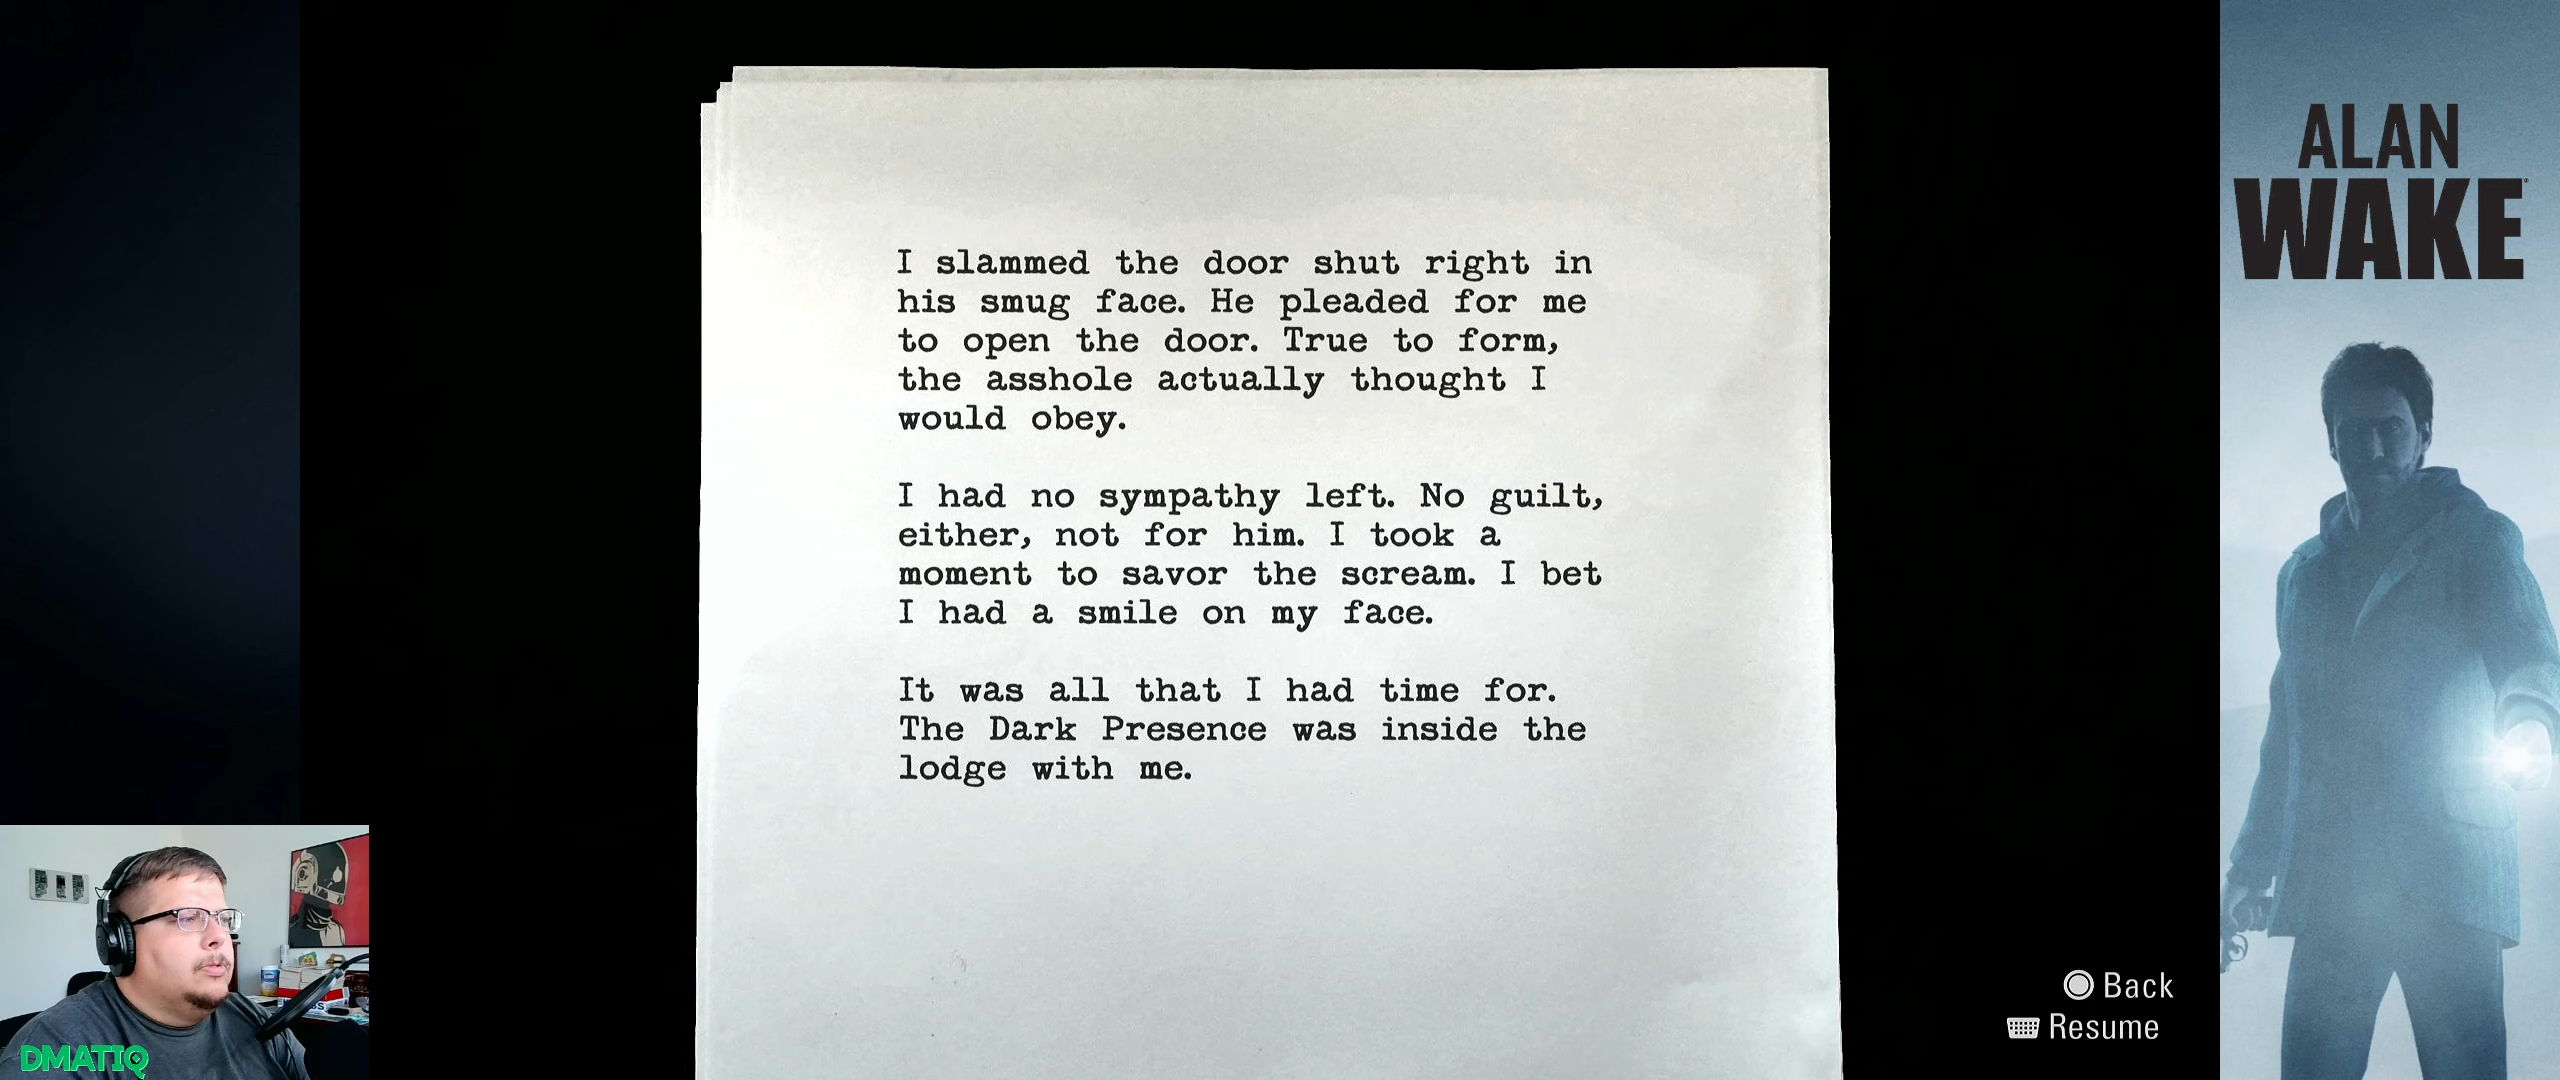 ALAN
WAKE
I slammed the door shut right in
his smug face. He pleaded for me
to open the door. True to form,
the asshole actually thought I
would obey.
I had no sympathy left. No guilt,
either, not for him. I took a
moment to savor the scream. I bet
I had a smile on my face.
It was all that I had time for.
The Dark Presence was inside the
lodge with me.
Back
Resume
DMATIQ